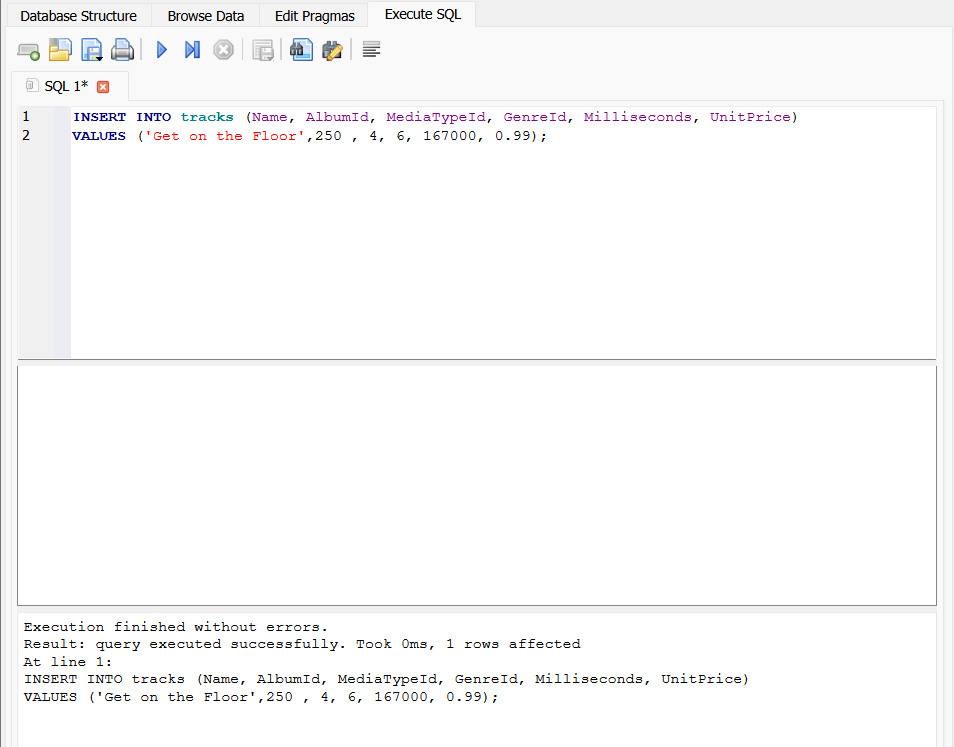 Database Structure Browse Data Edit Pragmas Execute SQL
SQL 1*
1 INSERT INTO tracks (Name, AlbumId, MediaTypeId, GenreId, Milliseconds, UnitPrice)
2 VALUES ('Get on the Floor',250 , 4, 6, 167000, 0.99);
Execution finished without errors.
Result: query executed successfully. Took 0ms, 1 rows affected
At line 1:
INSERT INTO tracks (Name, AlbumId, MediaTypeId, GenreId, Milliseconds, UnitPrice)
VALUES ('Get on the Floor',250 , 4, 6, 167000, 0.99);